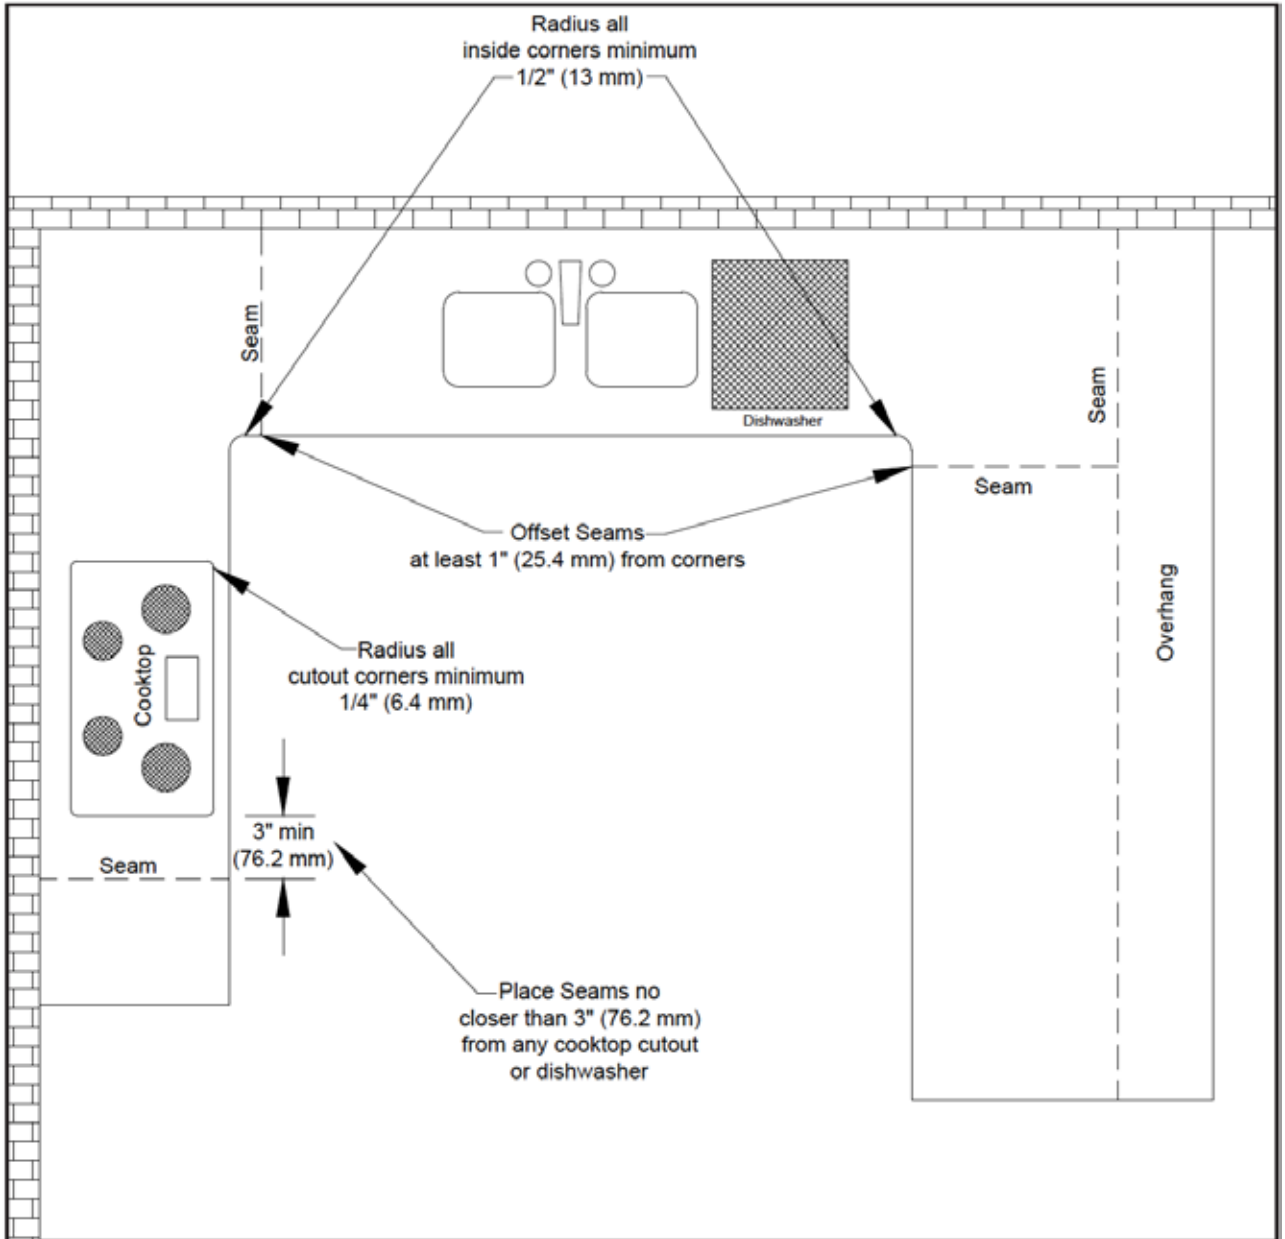 Radius all
inside corners minimum
1/2" (13 mm)
Seam
Dishwasher
Seam
Seam
Offset Seams
at least 1" (25.4 mm) from corners
Overhang
Cooktop
Radius all
cutout corners minimum
1/4" (6.4 mm)
3" min
(76.2 mm)
Seam
Place Seams no
closer than 3" (76.2 mm)
from any cooktop cutout
or dishwasher